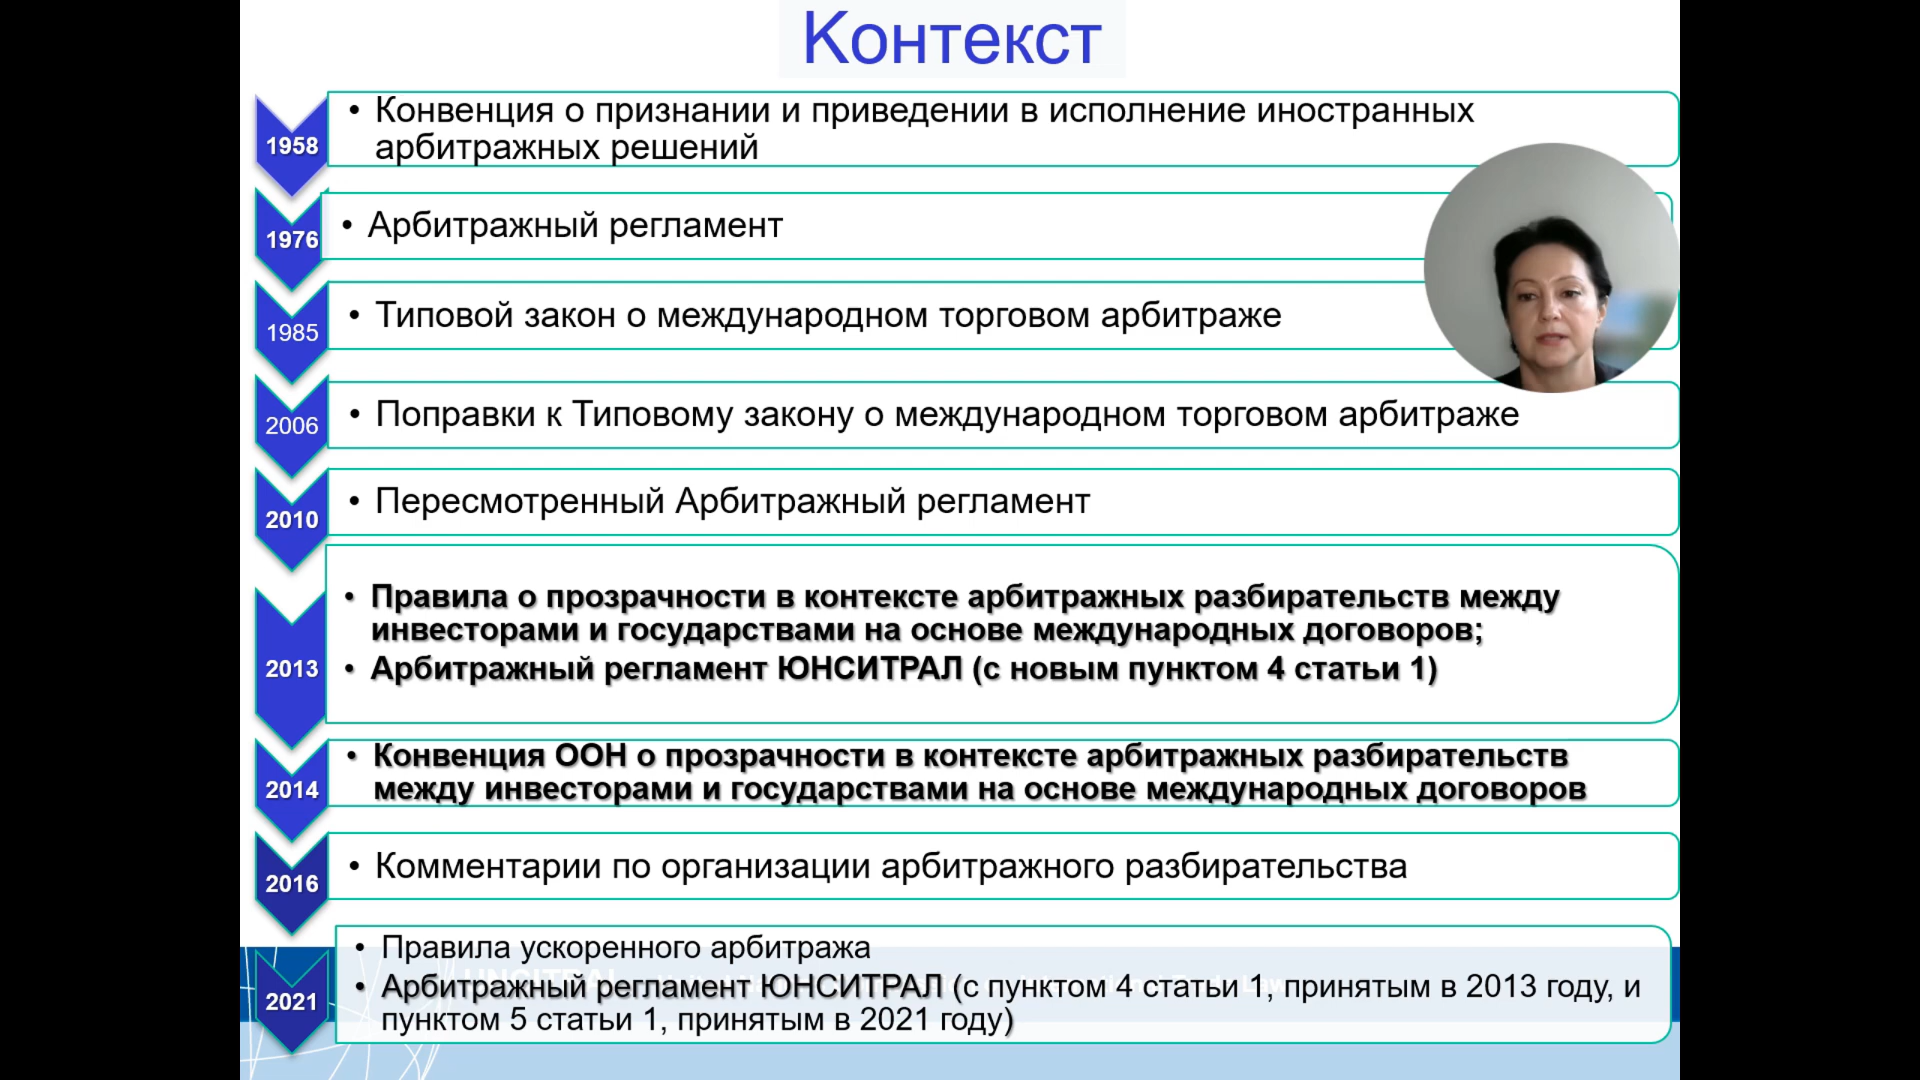 Контекст
1958
• Конвенция о признании и приведении в исполнение иностранных
арбитражных решений
1976
• Арбитражный регламент
1985
• Типовой закон о международном торговом арбитраже
2006
• Поправки к Типовому закону о международном торговом арбитраже
2010
• Пересмотренный Арбитражный регламент
2013
• Правила о прозрачности в контексте арбитражных разбирательств между
инвесторами и государствами на основе международных договоров;
• Арбитражный регламент ЮНСИТРАЛ (с новым пунктом 4 статьи 1)
2014
• Конвенция ООН о прозрачности в контексте арбитражных разбирательств
между инвесторами и государствами на основе международных договоров
2016
• Комментарии по организации арбитражного разбирательства
2021
• Правила ускоренного арбитража
• Арбитражный регламент ЮНСИТРАЛ (с пунктом 4 статьи 1, принятым в 2013 году, и
пунктом 5 статьи 1, принятым в 2021 году)